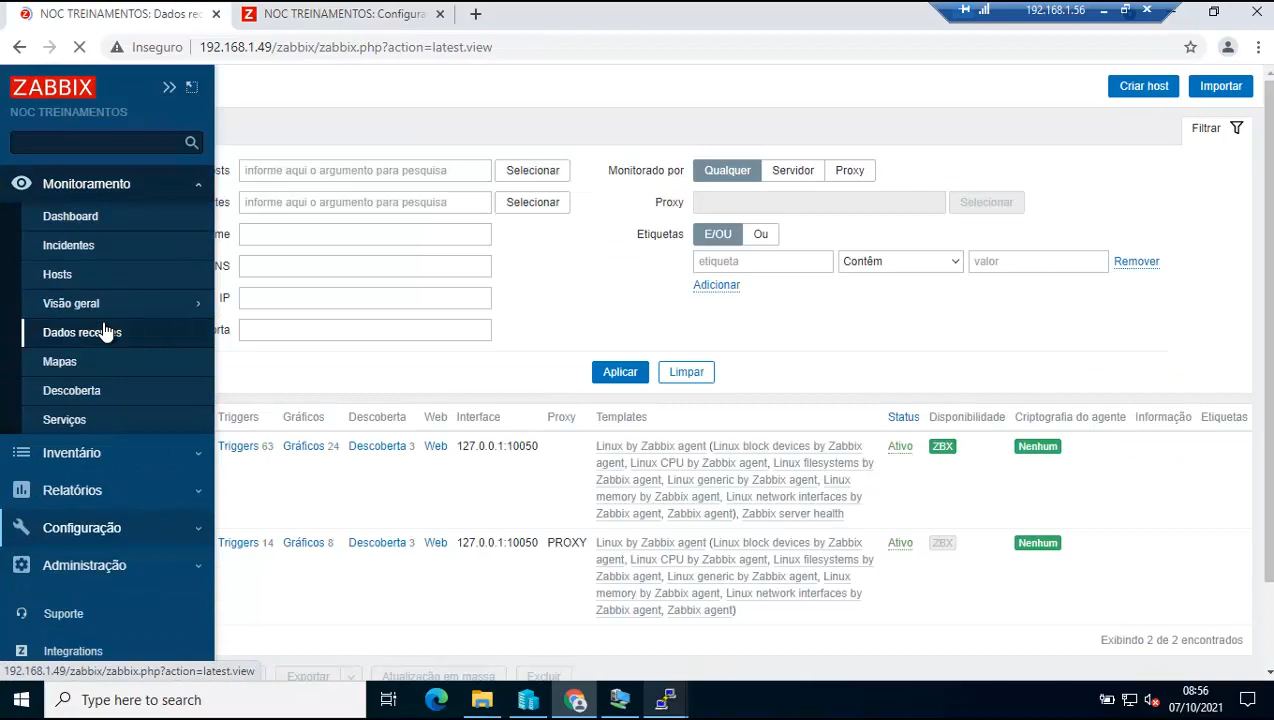 NOC TREINAMENTOS: Dados rec
NOC TREINAMENTOS: Configura
192.168.1.56
Inseguro
192.168.1.49/zabbix/zabbix.php?action=latest.view
ZABBIX
NOC TREINAMENTOS
Criar host
Importar
Filtrar
Monitoramento
Dashboard
Incidentes
Hosts
Visão geral
Dados rece
Mapas
Descoberta
Serviços
Inventário
Relatórios
Configuração
Administração
Suporte
Integrations
informe aqui o argumento para pesquisa Selecionar
informe aqui o argumento para pesquisa Selecionar
NS
IP
Monitorado por Qualquer Servidor Proxy
Proxy Selecionar
Etiquetas E/OU Ou
etiqueta Contêm valor Remover
Adicionar
Aplicar Limpar
Triggers Gráficos Descoberta Web Interface Proxy Templates Status Disponibilidade Criptografia do agente Informação Etiquetas
Triggers 63 Gráficos 24 Descoberta 3 Web 127.0.0.1:10050 Linux by Zabbix agent (Linux block devices by Zabbix Ativo ZBX Nenhum
agent, Linux CPU by Zabbix agent, Linux filesystems by
Zabbix agent, Linux generic by Zabbix agent, Linux
memory by Zabbix agent, Linux network interfaces by
Zabbix agent, Zabbix agent), Zabbix server health
Triggers 14 Gráficos 8 Descoberta 3 Web 127.0.0.1:10050 PROXY Linux by Zabbix agent (Linux block devices by Zabbix Ativo ZBX Nenhum
agent, Linux CPU by Zabbix agent, Linux filesystems by
Zabbix agent, Linux generic by Zabbix agent, Linux
memory by Zabbix agent, Linux network interfaces by
Zabbix agent, Zabbix agent)
Exibindo 2 de 2 encontrados
192.168.1.49/zabbix/zabbix.php?action=latest.view
Exportar Atualização em massa Excluir
Type here to search
08:56
07/10/2021